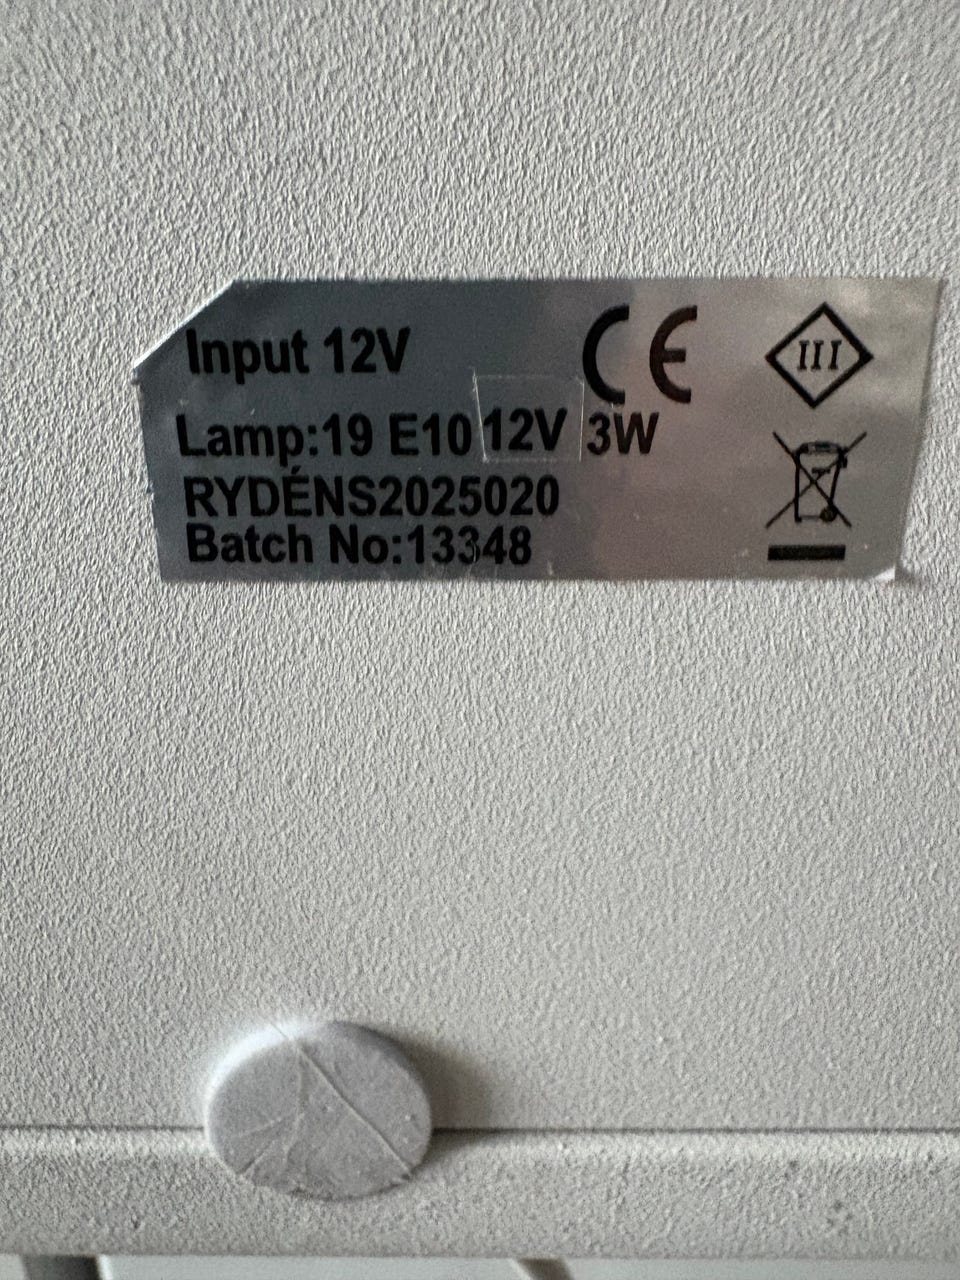 Input 12V CE III
Lamp:19 E10 12V 3W
RYDÉNS2025020
Batch No:13348